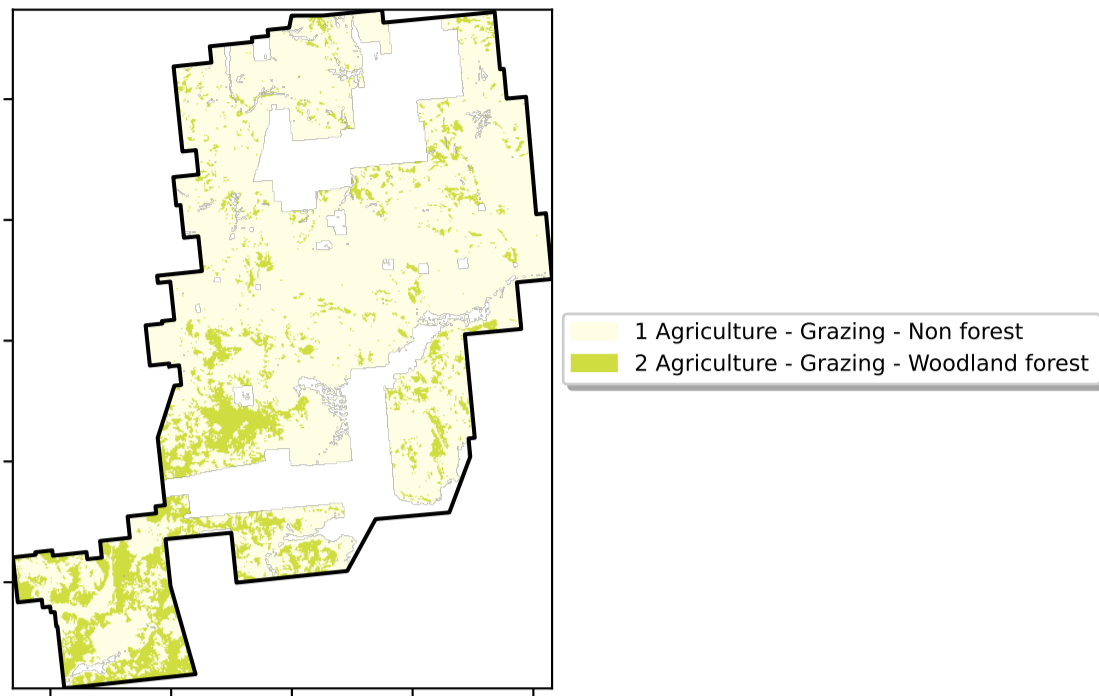 1 Agriculture - Grazing - Non forest
2 Agriculture - Grazing - Woodland forest